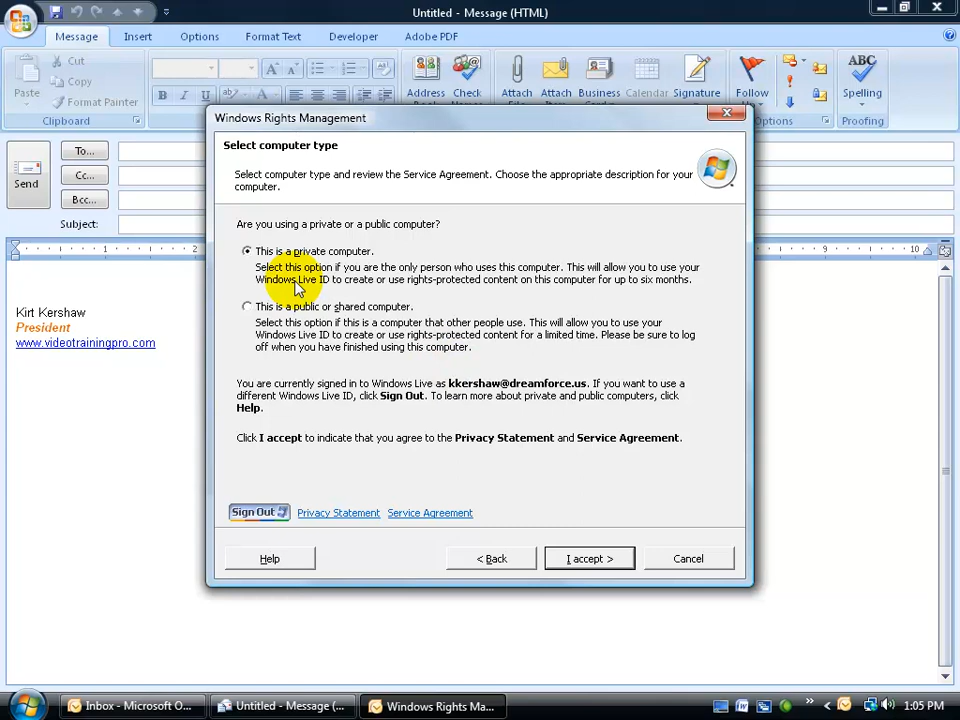 Untitled - Message (HTML)
Message Insert Options Format Text Developer Adobe PDF
Paste
Cut
Copy
Format Painter
Clipboard
B I U
Address
Book
Check
Attach
File
Attach
Business
Calendar
Signature
Follow
Up
Options
ABC
Spelling
Proofing
Send
To...
Cc...
Bcc...
Subject:
Kirt Kershaw
President
www.videotrainingpro.com
Windows Rights Management
Select computer type
Select computer type and review the Service Agreement. Choose the appropriate description for your
computer.
Are you using a private or a public computer?
This is a private computer.
Select this option if you are the only person who uses this computer. This will allow you to use your
Windows Live ID to create or use rights-protected content on this computer for up to six months.
This is a public or shared computer.
Select this option if this is a computer that other people use. This will allow you to use your
Windows Live ID to create or use rights-protected content for a limited time. Please be sure to log
off when you have finished using this computer.
You are currently signed in to Windows Live as kkershaw@dreamforce.us. If you want to use a
different Windows Live ID, click Sign Out. To learn more about private and public computers, click
Help.
Click I accept to indicate that you agree to the Privacy Statement and Service Agreement.
Sign Out Privacy Statement Service Agreement
Help < Back I accept > Cancel
Inbox - Microsoft O... Untitled - Message (... Windows Rights Ma... 1:05 PM